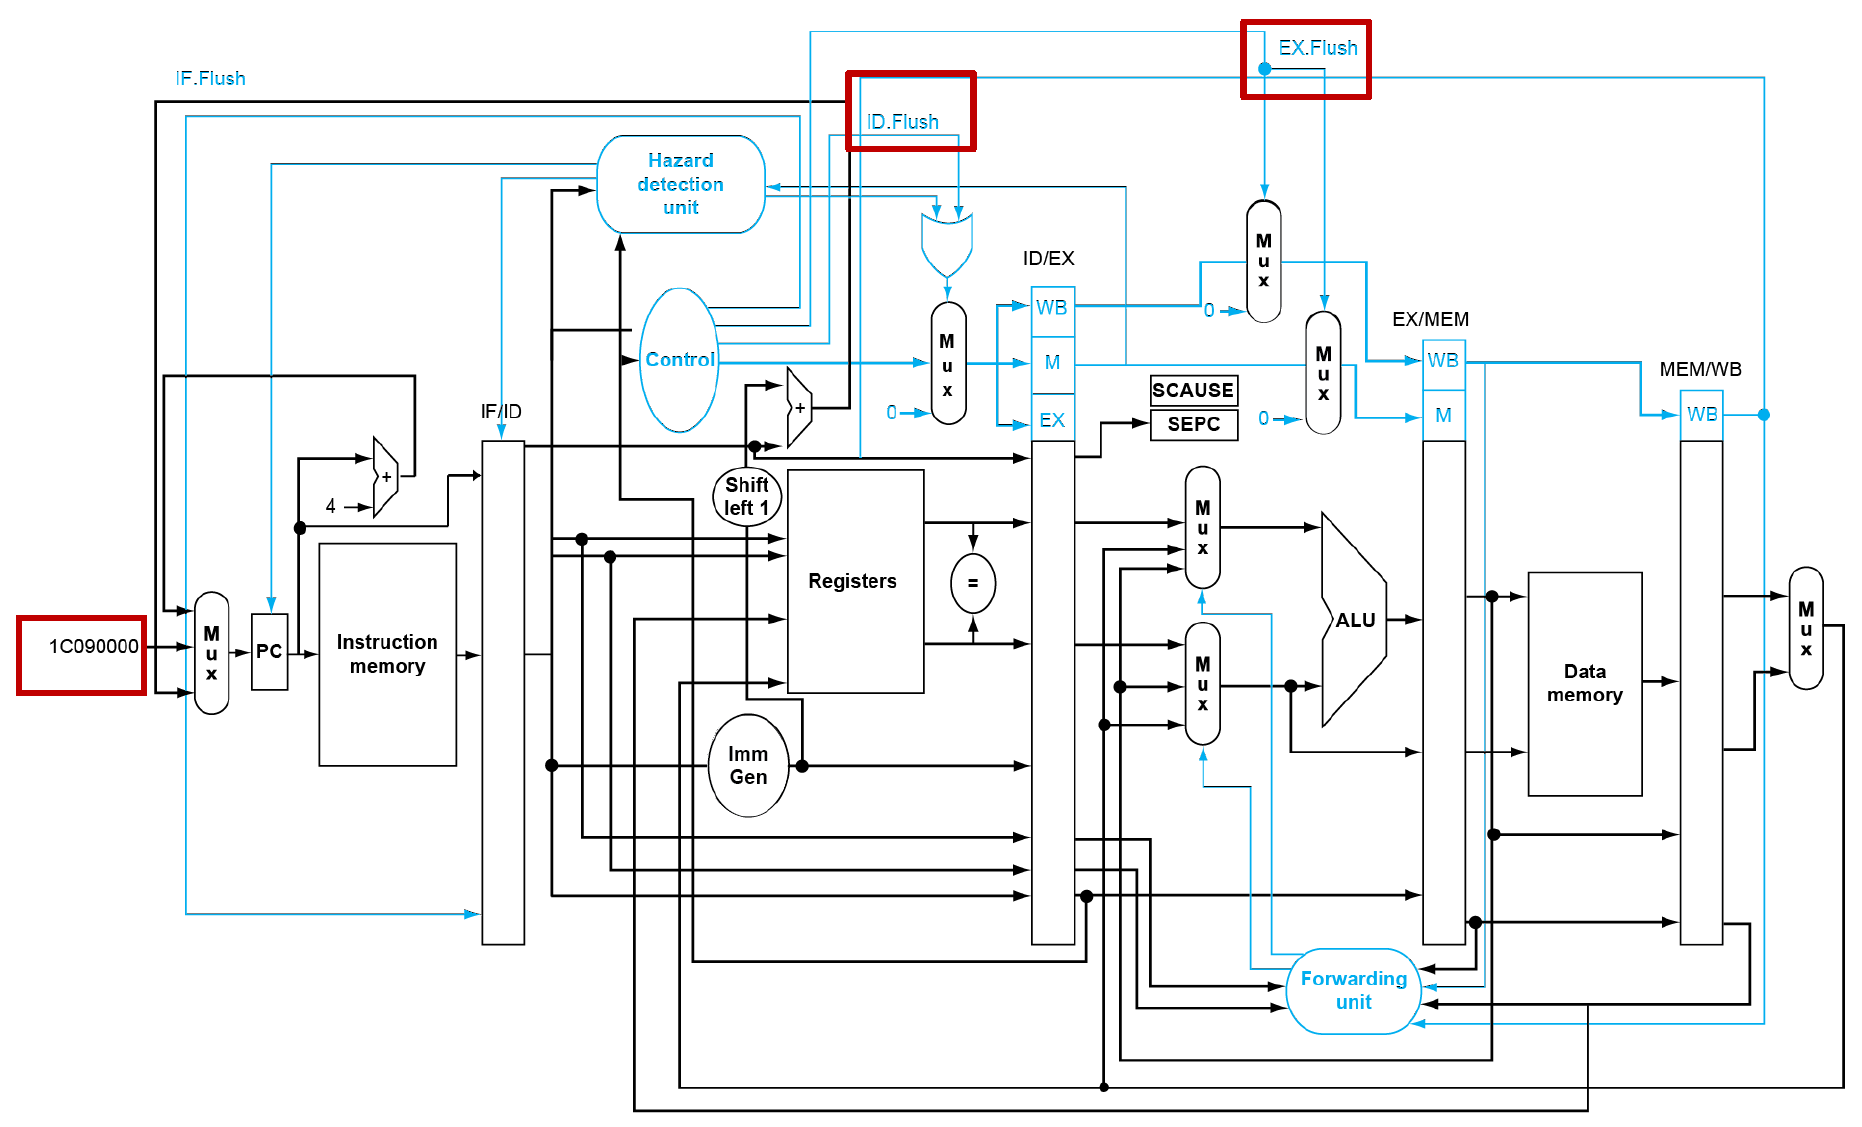 EX.Flush
IF.Flush
ID.Flush
Hazard
detection
unit
M
u
x
ID/EX
WB
0
EX/MEM
M
u
x
M
u
x
Control
M
WB
MEM/WB
SCAUSE
IF/ID
+
0
EX
SEPC
0
M
WB
+
4
Shift
left 1
M
u
x
Registers
=
1C090000
M
u
x
PC
Instruction
memory
ALU
M
u
x
Data
memory
M
u
x
Imm
Gen
Forwarding
unit